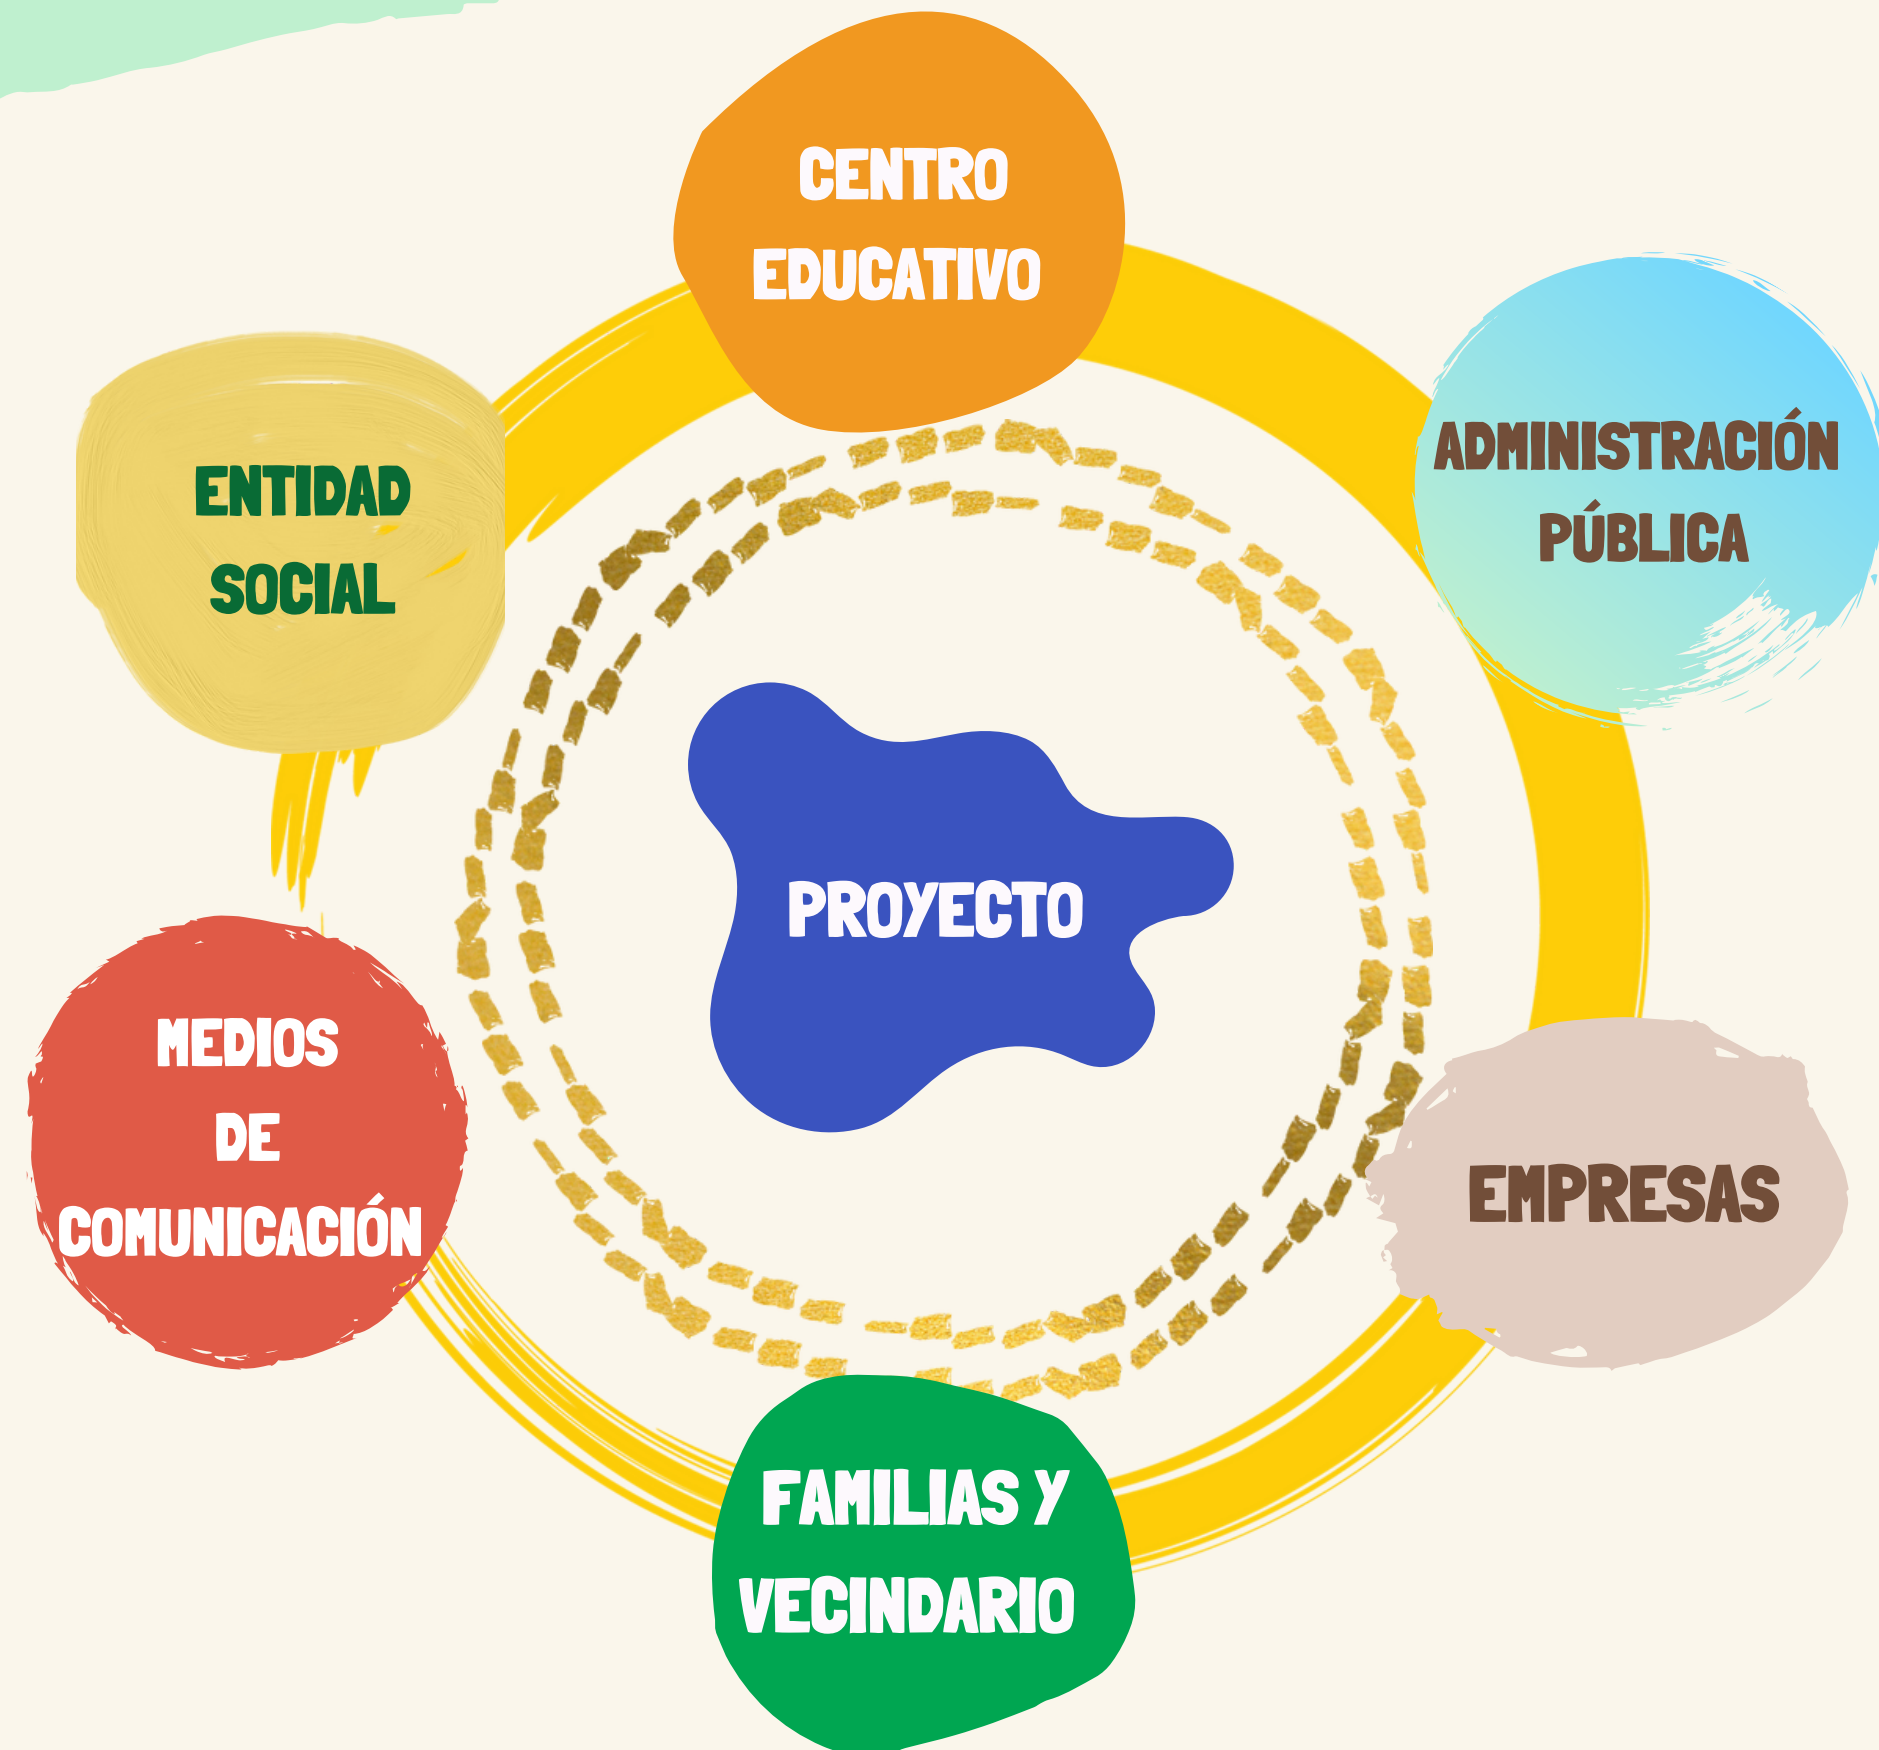 CENTRO
EDUCATIVO
ADMINISTRACIÓN
PÚBLICA
ENTIDAD
SOCIAL
PROYECTO
MEDIOS
DE
COMUNICACIÓN
EMPRESAS
FAMILIAS Y
VECINDARIO